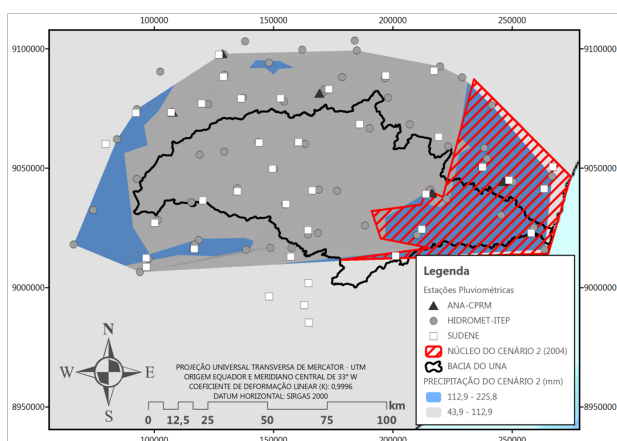 100000 150000 200000 250000
9100000 9100000
9050000 9050000
9000000 9000000
8950000 8950000
Legenda
Estações Pluviométricas
ANA-CPRM
HIDROMET-ITEP
SUDENE
NÚCLEO DO CENÁRIO 2 (2004)
BACIA DO UNA
PRECIPITAÇÃO DO CENÁRIO 2 (mm)
112,9 - 225,8
43,9 - 112,9
N
W E
S
PROJEÇÃO UNIVERSAL TRANSVERSA DE MERCATOR - UTM
ORIGEM EQUADOR E MERIDIANO CENTRAL DE 33° W
COEFICIENTE DE DEFORMAÇÃO LINEAR (K): 0,9996
DATUM HORIZONTAL: SIRGAS 2000
km
0 12,5 25 50 75 100
100000 150000 200000 250000